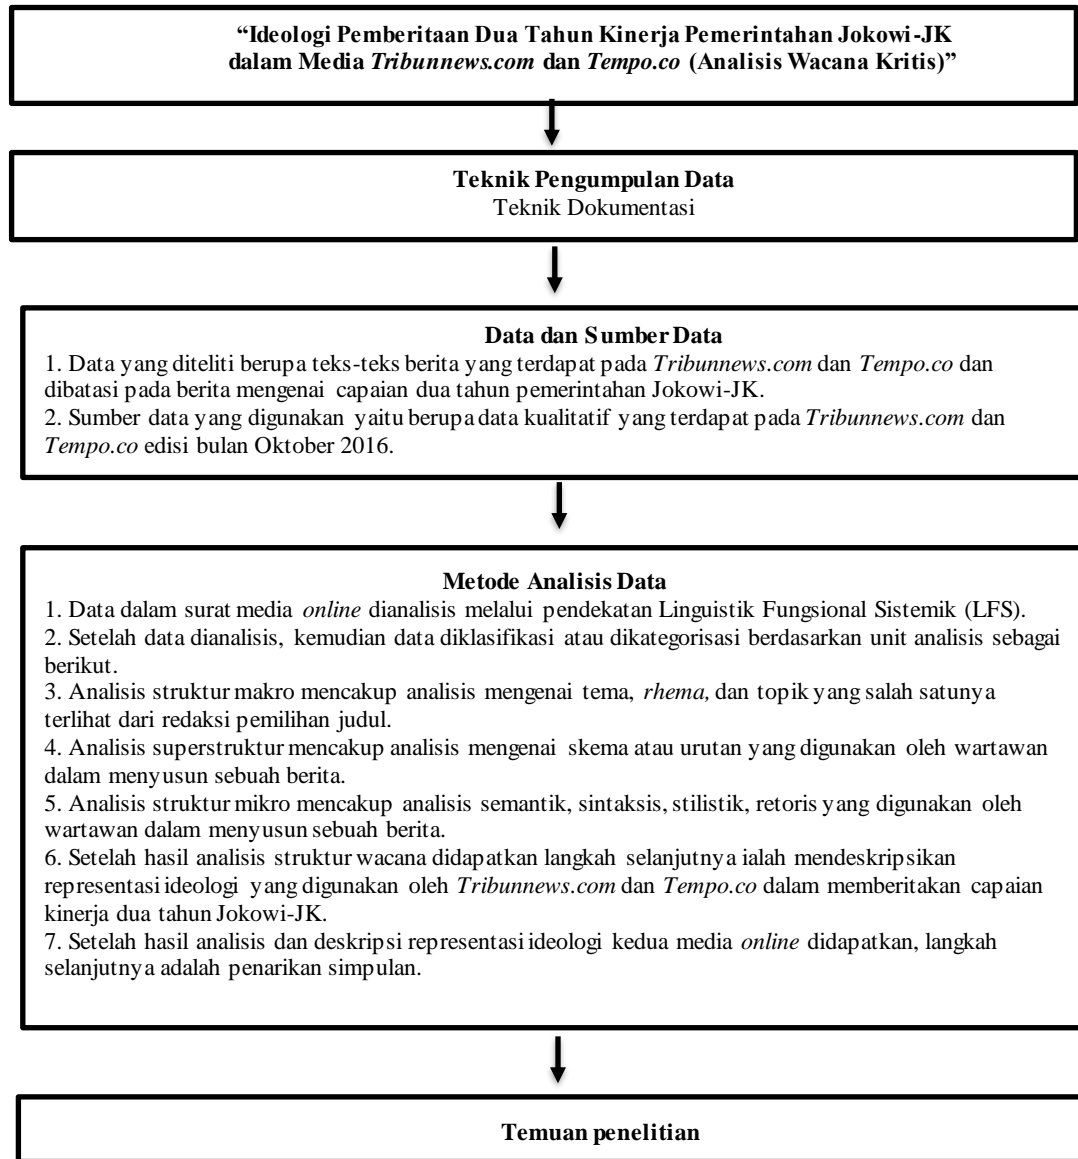 “Ideologi Pemberitaan Dua Tahun Kinerja Pemerintahan Jokowi-JK
dalam Media Tribunnews.com dan Tempo.co (Analisis Wacana Kritis)”
Teknik Pengumpulan Data
Teknik Dokumentasi
Data dan Sumber Data
1. Data yang diteliti berupa teks-teks berita yang terdapat pada Tribunnews.com dan Tempo.co dan
dibatasi pada berita mengenai capaian dua tahun pemerintahan Jokowi-JK.
2. Sumber data yang digunakan yaitu berupa data kualitatif yang terdapat pada Tribunnews.com dan
Tempo.co edisi bulan Oktober 2016.
Metode Analisis Data
1. Data dalam surat media online dianalisis melalui pendekatan Linguistik Fungsional Sistemik (LFS).
2. Setelah data dianalisis, kemudian data diklasifikasi atau dikategorisasi berdasarkan unit analisis sebagai
berikut.
3. Analisis struktur makro mencakup analisis mengenai tema, rhema, dan topik yang salah satunya
terlihat dari redaksi pemilihan judul.
4. Analisis superstruktur mencakup analisis mengenai skema atau urutan yang digunakan oleh wartawan
dalam menyusun sebuah berita.
5. Analisis struktur mikro mencakup analisis semantik, sintaksis, stilistik, retoris yang digunakan oleh
wartawan dalam menyusun sebuah berita.
6. Setelah hasil analisis struktur wacana didapatkan langkah selanjutnya ialah mendeskripsikan
representasi ideologi yang digunakan oleh Tribunnews.com dan Tempo.co dalam memberitakan capaian
kinerja dua tahun Jokowi-JK.
7. Setelah hasil analisis dan deskripsi representasi ideologi kedua media online didapatkan, langkah
selanjutnya adalah penarikan simpulan.
Temuan penelitian